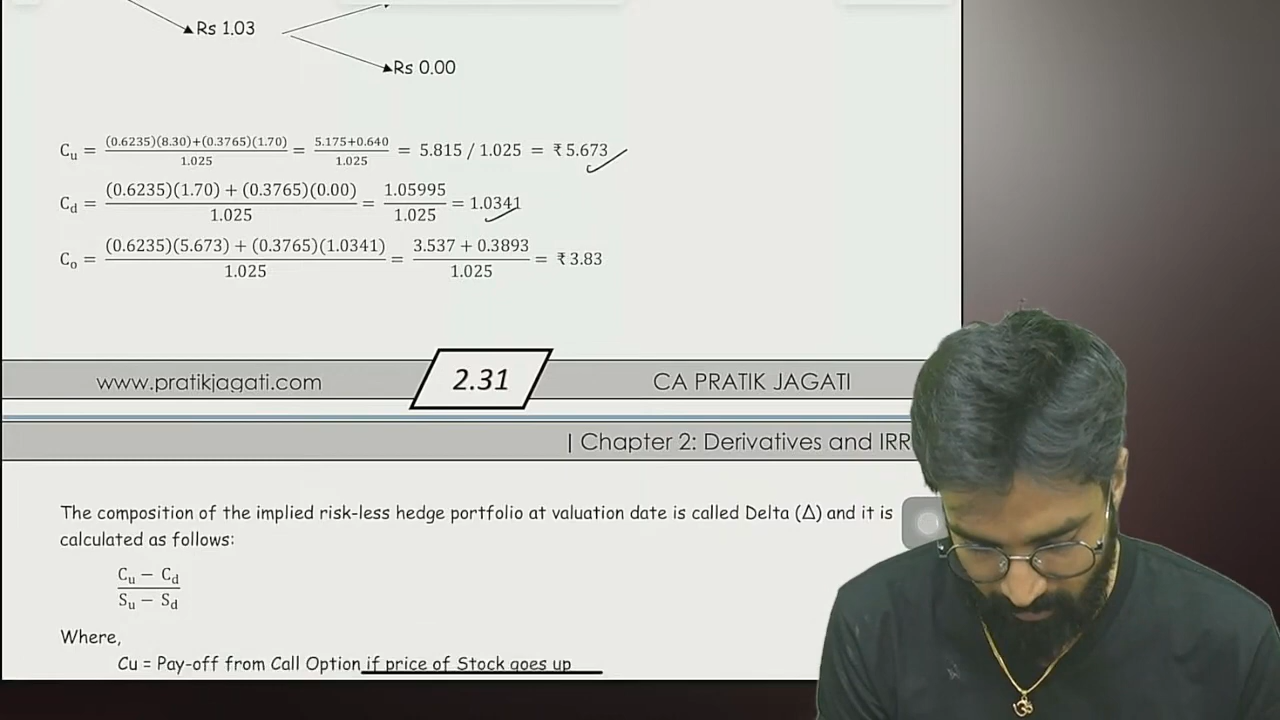 Rs 1.03
Rs 0.00
Cu = (0.6235)(8.30)+(0.3765)(1.70) / 1.025 = 5.175+0.640 / 1.025 = 5.815 / 1.025 = ₹ 5.673
Cd = (0.6235)(1.70) + (0.3765)(0.00) / 1.025 = 1.05995 / 1.025 = 1.0341
Co = (0.6235)(5.673) + (0.3765)(1.0341) / 1.025 = 3.537 + 0.3893 / 1.025 = ₹ 3.83
www.pratikjagati.com 2.31 CA PRATIK JAGATI
| Chapter 2: Derivatives and IRR
The composition of the implied risk-less hedge portfolio at valuation date is called Delta (Δ) and it is
calculated as follows:
Cu − Cd
Su − Sd
Where,
Cu = Pay-off from Call Option if price of Stock goes up